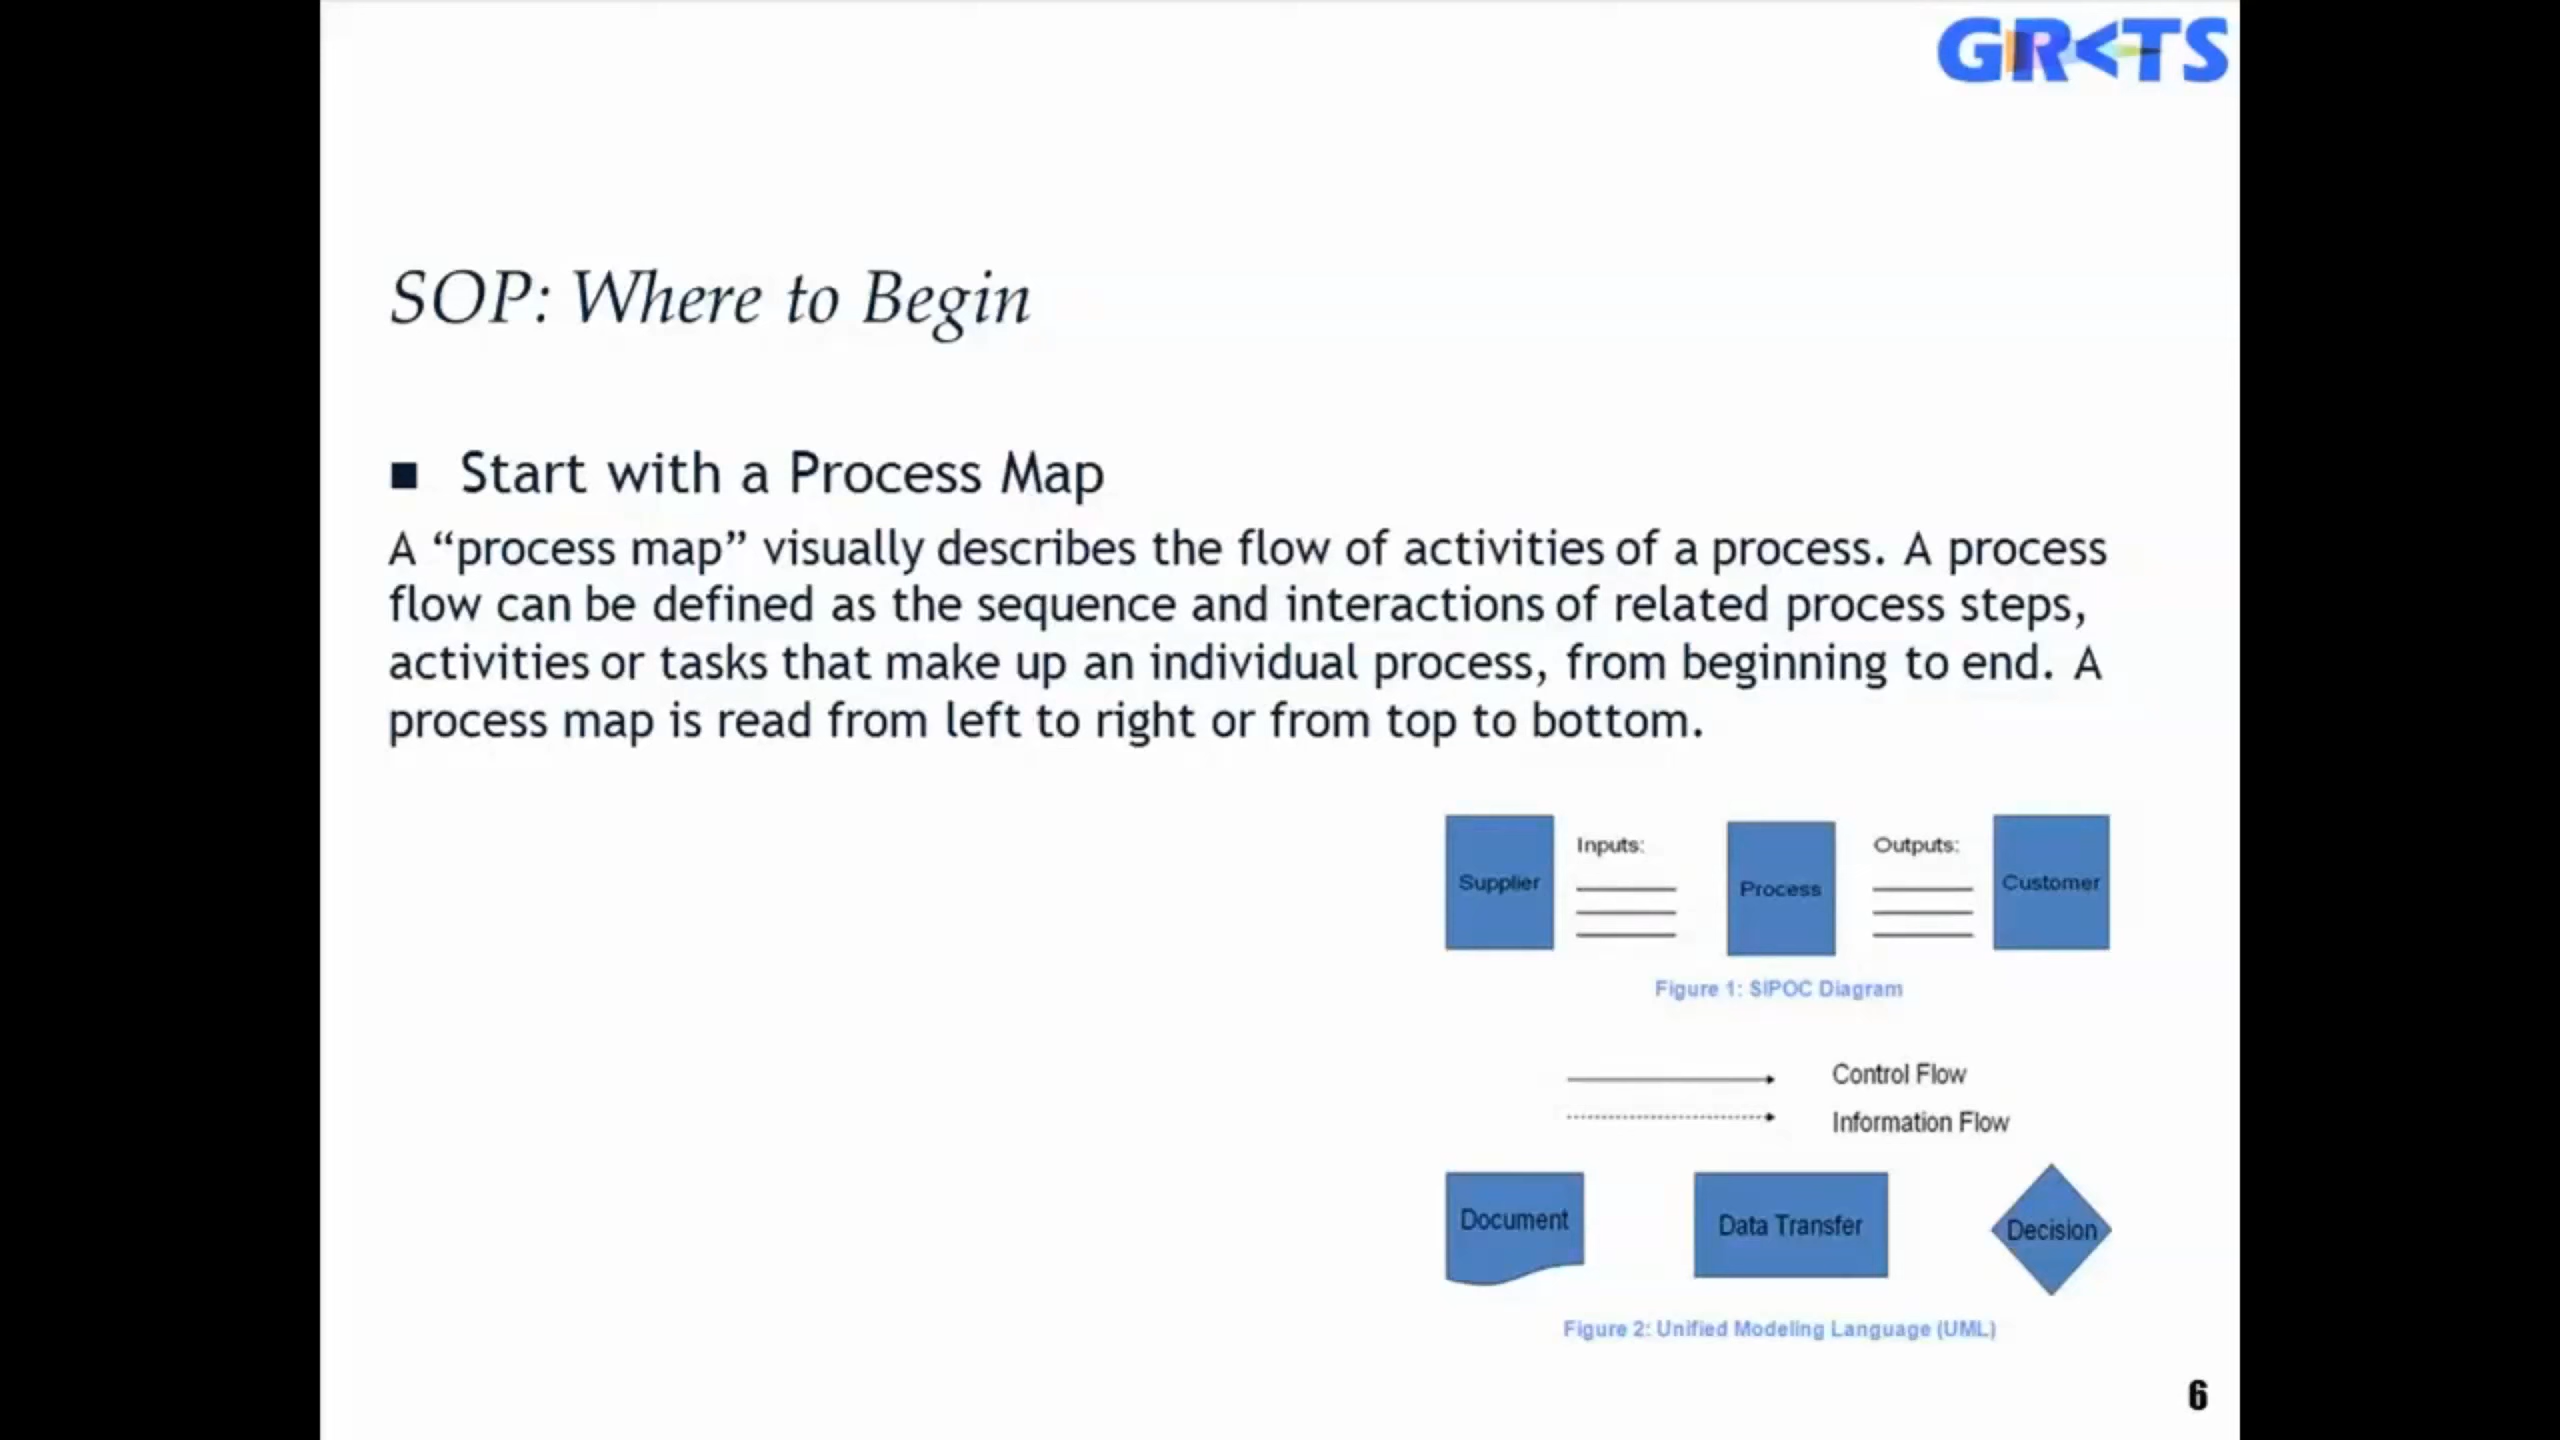 GR<TS
SOP: Where to Begin
■ Start with a Process Map
A “process map” visually describes the flow of activities of a process. A process
flow can be defined as the sequence and interactions of related process steps,
activities or tasks that make up an individual process, from beginning to end. A
process map is read from left to right or from top to bottom.
Supplier
Inputs:
Process
Outputs:
Customer
Figure 1: SIPOC Diagram
Control Flow
Information Flow
Document
Data Transfer
Decision
Figure 2: Unified Modeling Language (UML)
6